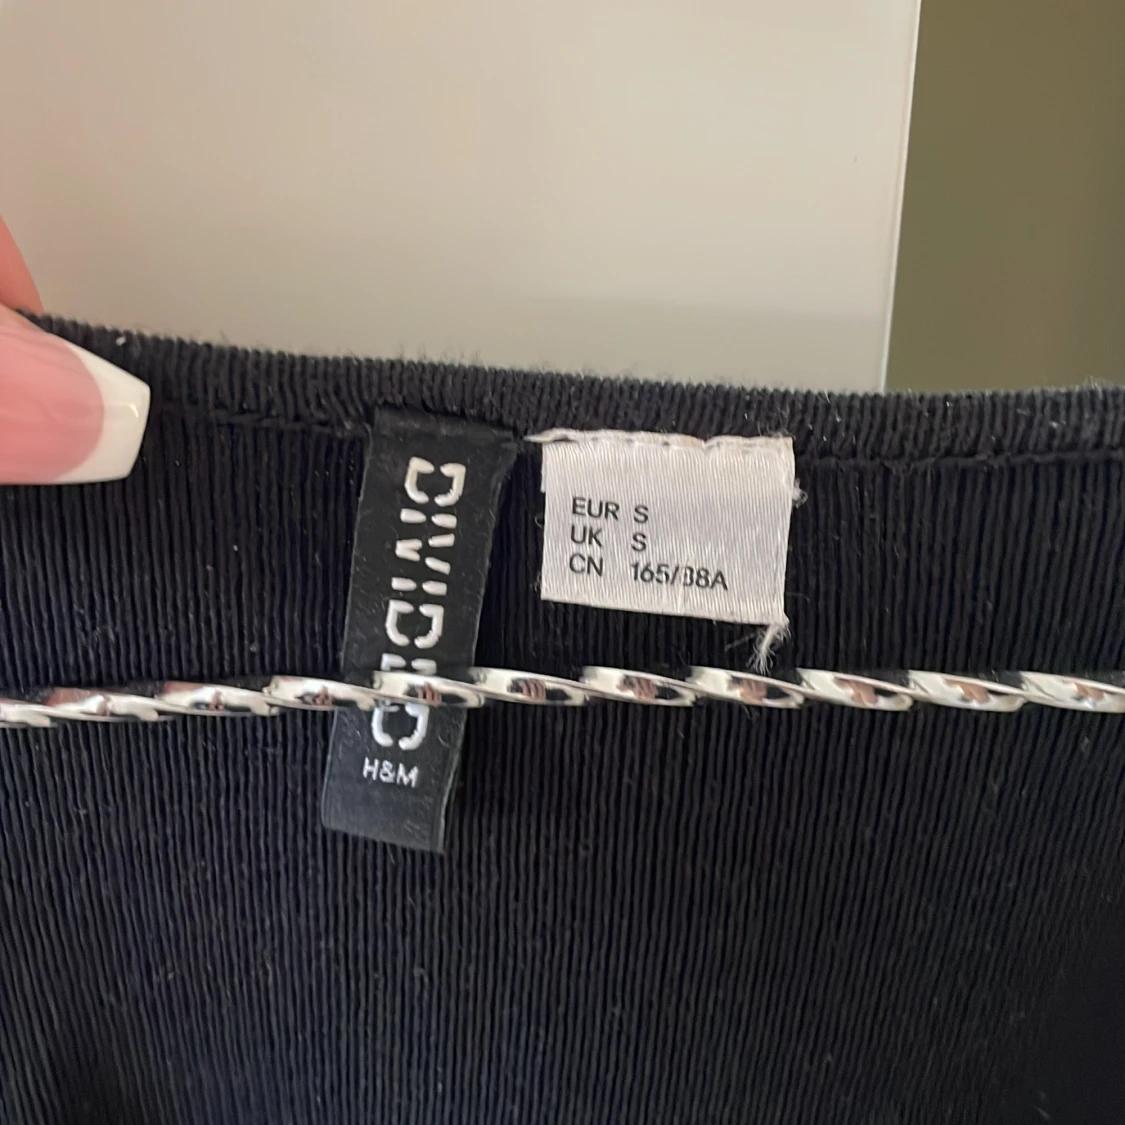 DIVIDED
H&M
EUR S
UK S
CN 165/88A